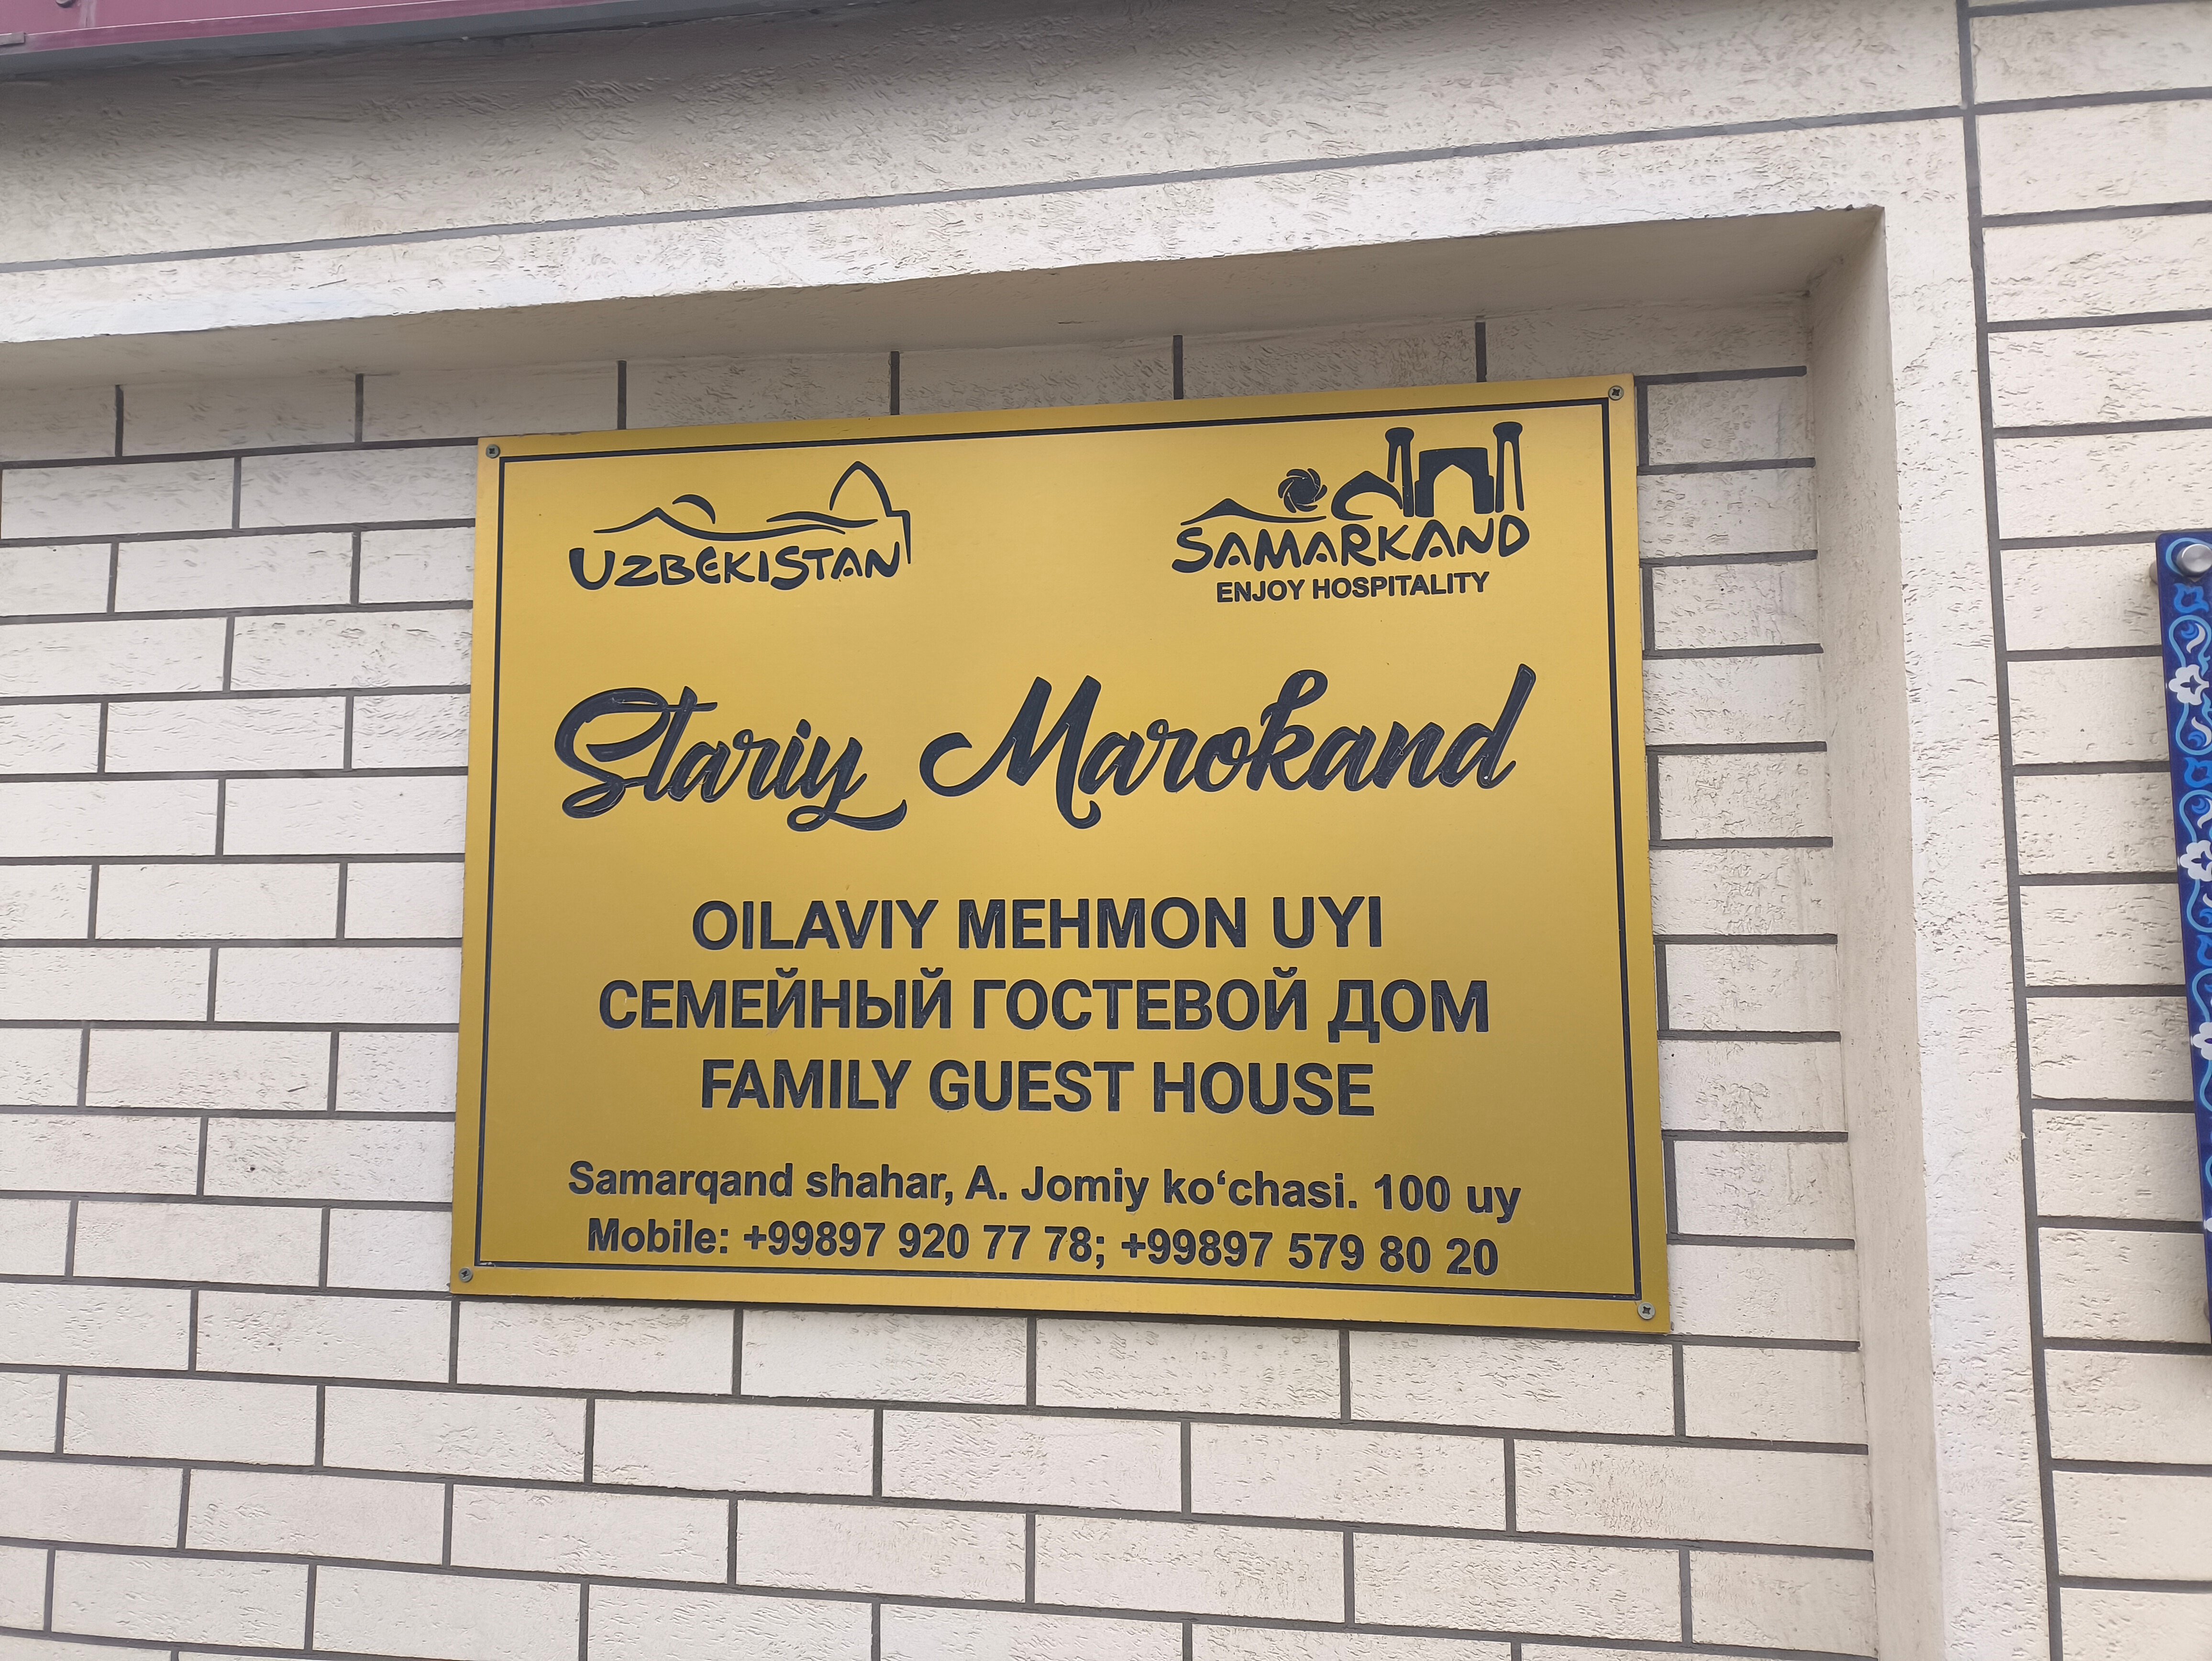 UZBEKISTAN
SAMARKAND
ENJOY HOSPITALITY
Stariy Marokand
OILAVIY MEHMON UYI
СЕМЕЙНЫЙ ГОСТЕВОЙ ДОМ
FAMILY GUEST HOUSE
Samarqand shahar, A. Jomiy ko‘chasi. 100 uy
Mobile: +99897 920 77 78; +99897 579 80 20